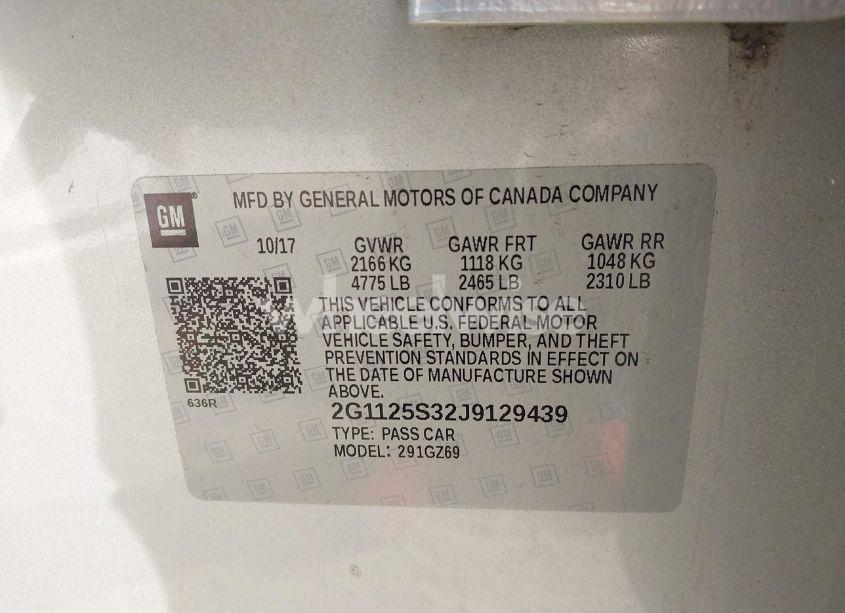 GM
MFD BY GENERAL MOTORS OF CANADA COMPANY
10/17 GVWR GAWR FRT GAWR RR
2166 KG 1118 KG 1048 KG
4775 LB 2465 LB 2310 LB
THIS VEHICLE CONFORMS TO ALL
APPLICABLE U.S. FEDERAL MOTOR
VEHICLE SAFETY, BUMPER, AND THEFT
PREVENTION STANDARDS IN EFFECT ON
THE DATE OF MANUFACTURE SHOWN
ABOVE.
636R
2G1125S32J9129439
TYPE: PASS CAR
MODEL: 291GZ69